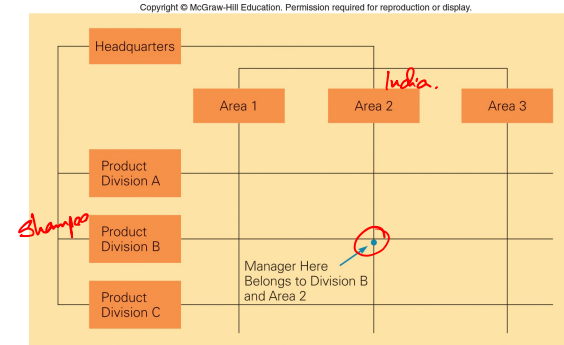 Copyright © McGraw-Hill Education. Permission required for reproduction or display.
Headquarters
India.
Area 1
Area 2
Area 3
Product
Division A
Shampoo
Product
Division B
Manager Here
Belongs to Division B
and Area 2
Product
Division C